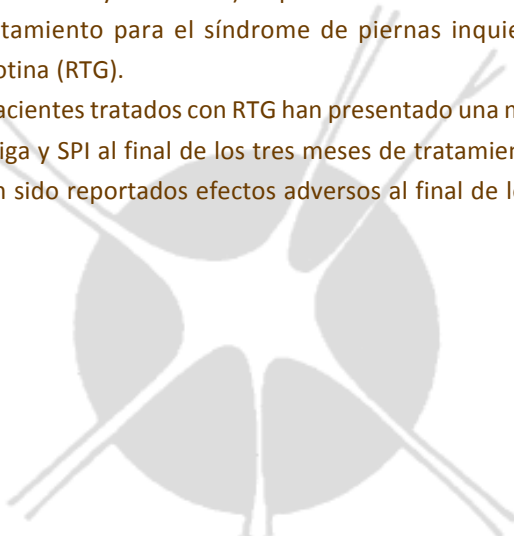 tamiento para el síndrome de piernas inquie
otina (RTG).
acientes tratados con RTG han presentado una
iga y SPI al final de los tres meses de tratamien
n sido reportados efectos adversos al final de